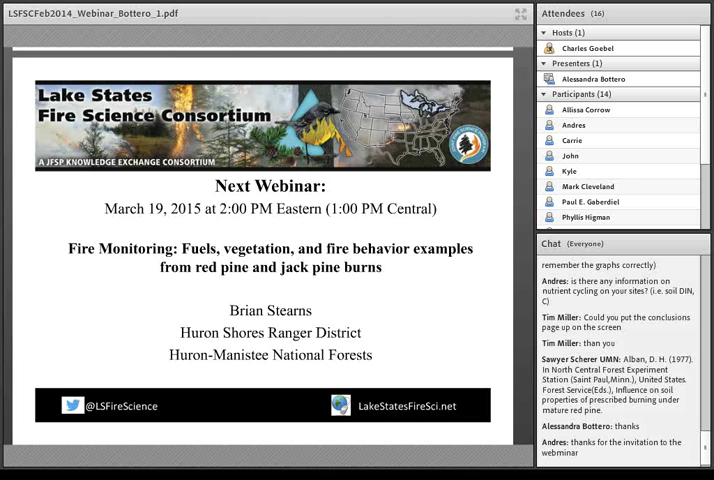 LSFSCFeb2014_Webinar_Bottero_1.pdf
Lake States
Fire Science Consortium
A JFSP KNOWLEDGE EXCHANGE CONSORTIUM
Next Webinar:
March 19, 2015 at 2:00 PM Eastern (1:00 PM Central)
Fire Monitoring: Fuels, vegetation, and fire behavior examples
from red pine and jack pine burns
Brian Stearns
Huron Shores Ranger District
Huron-Manistee National Forests
@LSFireScience
LakeStatesFireSci.net
Attendees (16)
Hosts (1)
Charles Goebel
Presenters (1)
Alessandra Bottero
Participants (14)
Allissa Corrow
Andres
Carrie
John
Kyle
Mark Cleveland
Paul E. Gaberdiel
Phyllis Higman
Chat (Everyone)
remember the graphs correctly)
Andres: is there any information on
nutrient cycling on your sites? (i.e. soil DIN,
C)
Tim Miller: Could you put the conclusions
page up on the screen
Tim Miller: than you
Sawyer Scherer UMN: Alban, D. H. (1977).
In North Central Forest Experiment
Station (Saint Paul,Minn.), United States.
Forest Service(Eds.), Influence on soil
properties of prescribed burning under
mature red pine.
Alessandra Bottero: thanks
Andres: thanks for the invitation to the
webminar